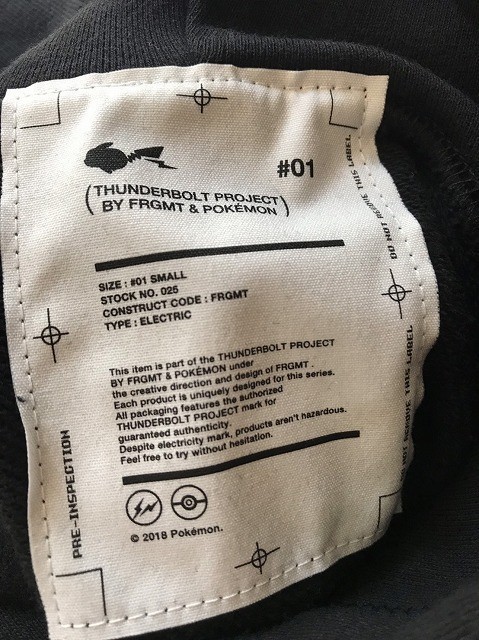 #01
(THUNDERBOLT PROJECT
BY FRGMT & POKÉMON)
SIZE : #01 SMALL
STOCK NO. 025
CONSTRUCT CODE : FRGMT
TYPE : ELECTRIC
This item is part of the THUNDERBOLT PROJECT
BY FRGMT & POKÉMON under
the creative direction and design of FRGMT .
Each product is uniquely designed for this series.
All packaging features the authorized
THUNDERBOLT PROJECT mark for
guaranteed authenticity.
Despite electricity mark, products aren't hazardous.
Feel free to try without hesitation.
© 2018 Pokémon.
PRE-INSPECTION
DO NOT REMOVE THIS LABEL
DO NOT REMOVE THIS LABEL